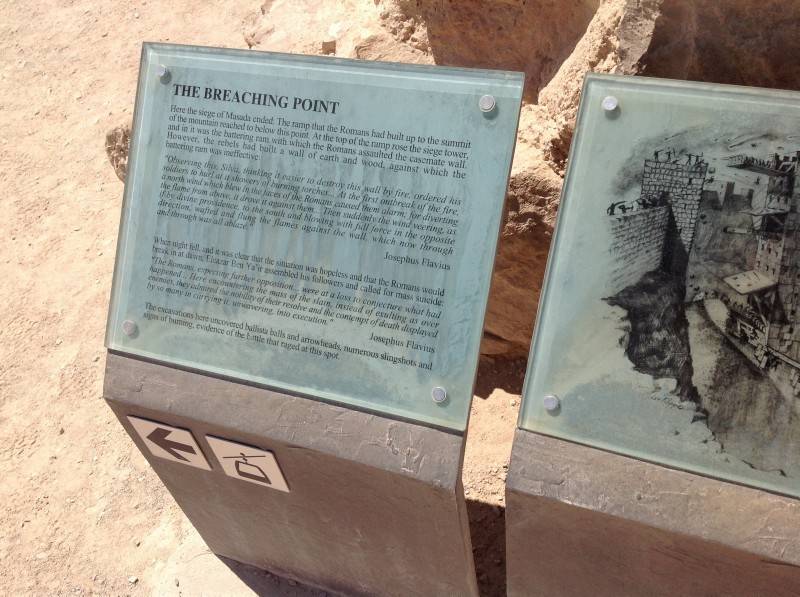 THE BREACHING POINT
Here the siege of Masada ended: The ramp that the Romans had built up to the summit
of the mountain reached to below this point. At the top of the ramp rose the siege tower,
and in it was the battering ram with which the Romans assaulted the casemate wall.
However, the rebels had built a wall of earth and wood, against which the
battering ram was ineffective:
"Observing this, Silva, thinking it easier to destroy this wall by fire, ordered his
soldiers to hurl at it showers of burning torches... At the first outbreak of the fire,
a north wind which blew in the faces of the Romans caused them alarm, for diverting
the flame from above, it drove it against them... Then suddenly the wind veering, as
if by divine providence, to the south and blowing with full force in the opposite
direction, wafted and flung the flames against the wall, which now through
and through was all ablaze."
Josephus Flavius
When night fell, and it was clear that the situation was hopeless and that the Romans would
break in at dawn, Elazar Ben Ya'ir assembled his followers and called for mass suicide:
"The Romans, expecting further opposition... were at a loss to conjecture what had
happened... Here encountering the mass of the slain, instead of exulting as over
enemies, they admired the nobility of their resolve and the contempt of death displayed
by so many in carrying it, unwavering, into execution."
Josephus Flavius
The excavations here uncovered ballista balls and arrowheads, numerous slingshots and
signs of burning, evidence of the battle that raged at this spot.